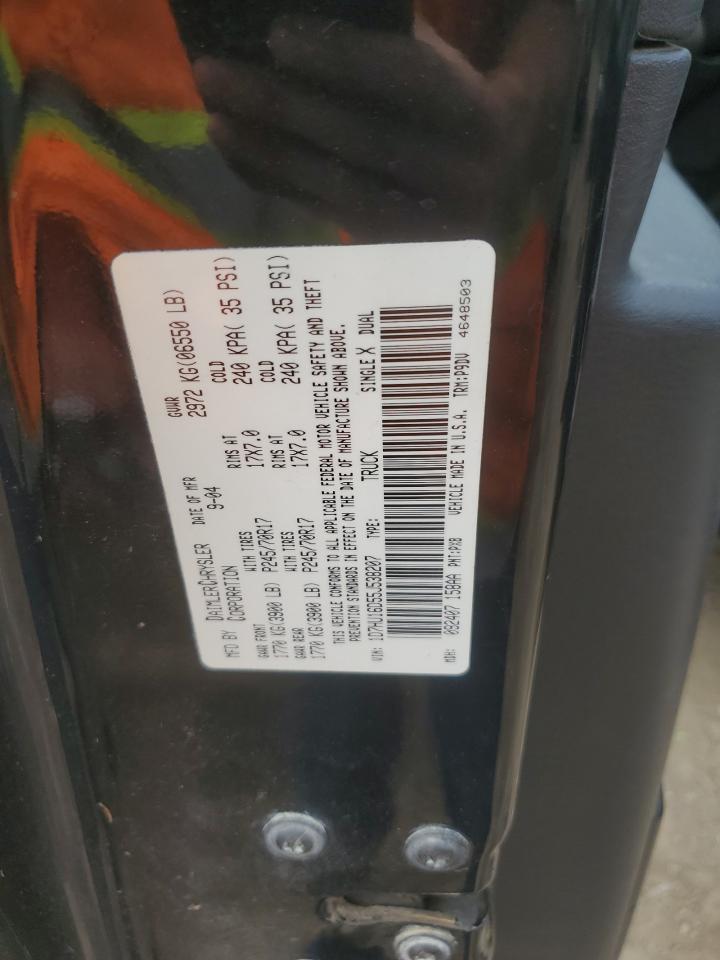 MFD BY DAIMLERCHRYSLER CORPORATION DATE OF MFR 9-04 GVWR 2972 KG(06550 LB)
GAWR FRONT WITH TIRES RIMS AT COLD
1770 KG(3900 LB) P245/70R17 17X7.0 240 KPA( 35 PSI)
GAWR REAR WITH TIRES RIMS AT COLD
1770 KG(3900 LB) P245/70R17 17X7.0 240 KPA( 35 PSI)
THIS VEHICLE CONFORMS TO ALL APPLICABLE FEDERAL MOTOR VEHICLE SAFETY AND THEFT
PREVENTION STANDARDS IN EFFECT ON THE DATE OF MANUFACTURE SHOWN ABOVE.
VIN: 1D7HU16D55J538207 TYPE: TRUCK SINGLE X DUAL
MDH: 092407 158AA PNT:PX8 VEHICLE MADE IN U.S.A. TRM:P9DV 4648503